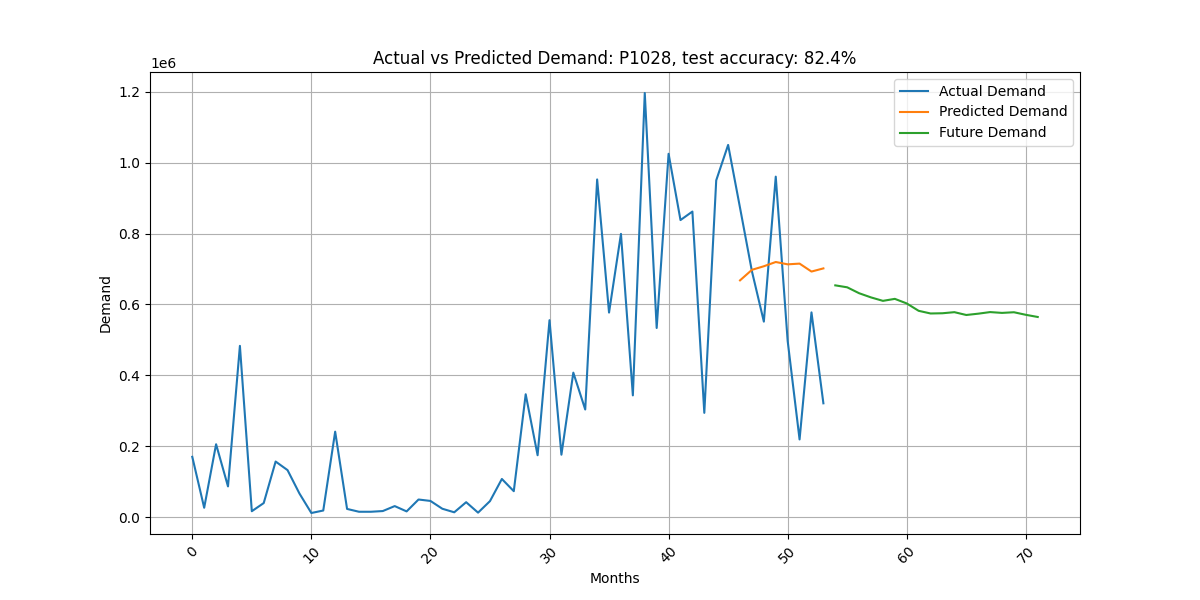 Actual vs Predicted Demand: P1028, test accuracy: 82.4%
1e6
Actual Demand
Predicted Demand
Future Demand
1.2
1.0
0.8
0.6
0.4
0.2
0.0
Demand
0 10 20 30 40 50 60 70
Months